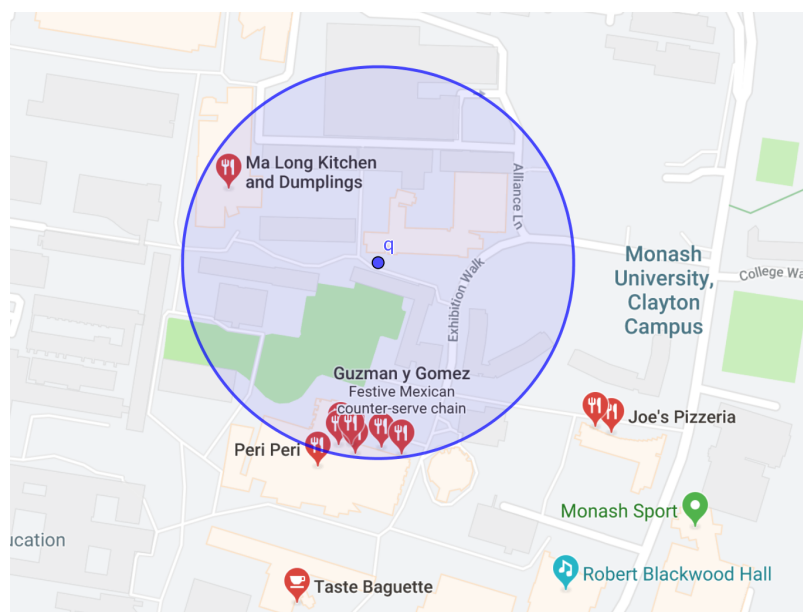 Ma Long Kitchen
and Dumplings
Alliance Ln
q
Monash
University,
Clayton
Campus
College Wa
Exhibition Walk
Guzman y Gomez
Festive Mexican
counter-serve chain
Joe's Pizzeria
Peri Peri
Monash Sport
ucation
Taste Baguette
Robert Blackwood Hall